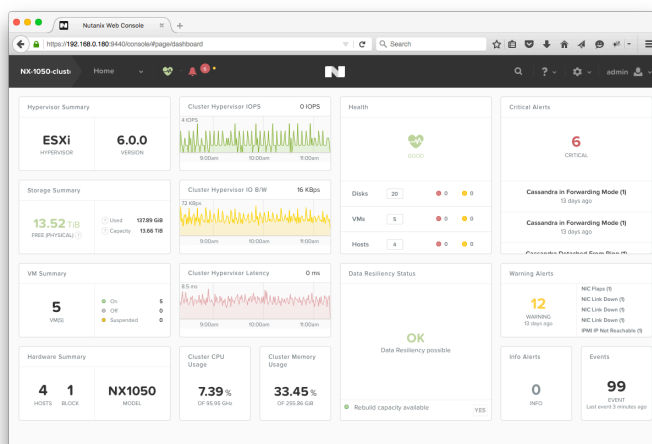 Nutanix Web Console
https://192.168.0.180:9440/console/#page/dashboard
Search
NX-1050-clust
Home
6
N
?
admin
Hypervisor Summary
ESXi
HYPERVISOR
6.0.0
VERSION
Cluster Hypervisor IOPS
0 IOPS
4 IOPS
9:00am 10:00am 11:00am
Health
GOOD
Disks 20 0 0
VMs 5 0 0
Hosts 4 0 0
Critical Alerts
6
CRITICAL
Cassandra in Forwarding Mode (1)
13 days ago
Cassandra in Forwarding Mode (1)
13 days ago
Cassandra Detached From Ring (1)
Storage Summary
13.52 TiB
FREE (PHYSICAL)
Used 137.89 GiB
Capacity 13.66 TiB
Cluster Hypervisor IO B/W
16 KBps
72 KBps
9:00am 10:00am 11:00am
VM Summary
5
VM(S)
On 5
Off 0
Suspended 0
Cluster Hypervisor Latency
0 ms
8.5 ms
9:00am 10:00am 11:00am
Data Resiliency Status
OK
Data Resiliency possible
Rebuild capacity available YES
Warning Alerts
12
WARNING
13 days ago
NIC Flaps (1)
NIC Link Down (1)
NIC Link Down (1)
NIC Link Down (1)
IPMI IP Not Reachable (1)
Hardware Summary
4
HOSTS
1
BLOCK
NX1050
MODEL
Cluster CPU
Usage
7.39 %
OF 95.95 GHz
Cluster Memory
Usage
33.45 %
OF 255.86 GiB
Info Alerts
0
INFO
Events
99
EVENT
Last event 3 minutes ago